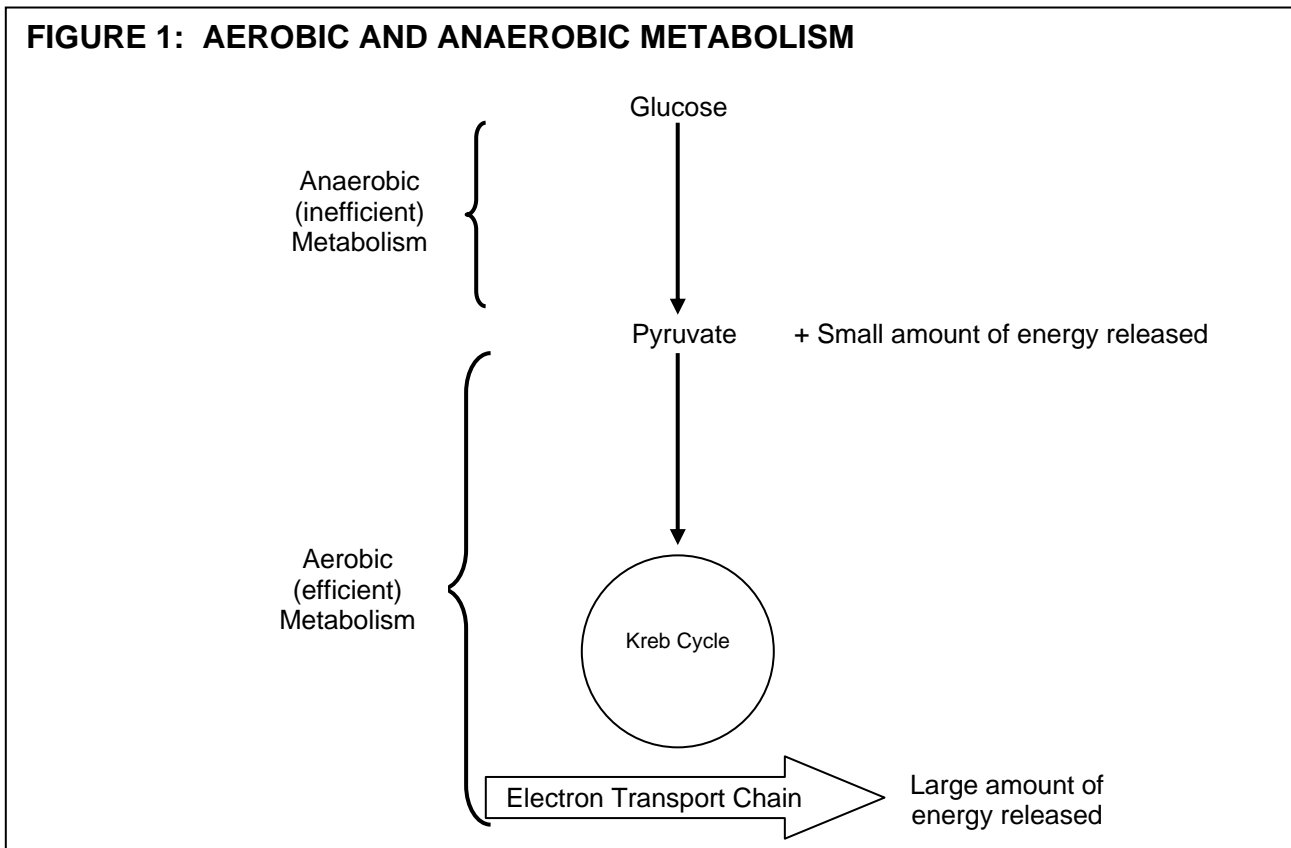 FIGURE 1: AEROBIC AND ANAEROBIC METABOLISM
Glucose
Anaerobic
(inefficient)
Metabolism
Pyruvate + Small amount of energy released
Aerobic
(efficient)
Metabolism
Kreb Cycle
Electron Transport Chain
Large amount of
energy released